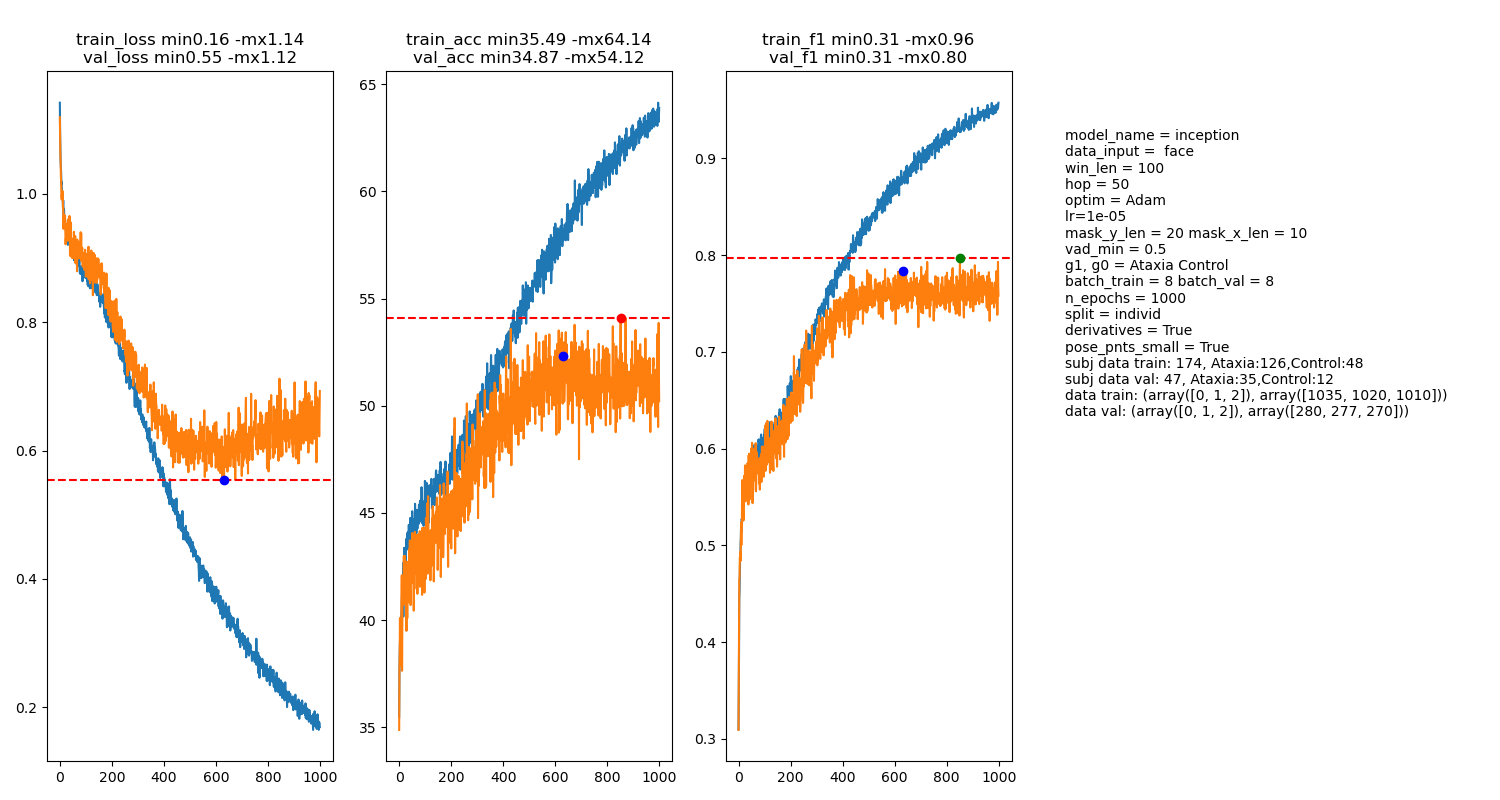 train_loss min0.16 -mx1.14
val_loss min0.55 -mx1.12
train_acc min35.49 -mx64.14
val_acc min34.87 -mx54.12
train_f1 min0.31 -mx0.96
val_f1 min0.31 -mx0.80
1.0
0.8
0.6
0.4
0.2
0 200 400 600 800 1000
65
60
55
50
45
40
35
0 200 400 600 800 1000
0.9
0.8
0.7
0.6
0.5
0.4
0.3
0 200 400 600 800 1000
model_name = inception
data_input =  face
win_len = 100
hop = 50
optim = Adam
lr=1e-05
mask_y_len = 20 mask_x_len = 10
vad_min = 0.5
g1, g0 = Ataxia Control
batch_train = 8 batch_val = 8
n_epochs = 1000
split = individ
derivatives = True
pose_pnts_small = True
subj data train: 174, Ataxia:126,Control:48
subj data val: 47, Ataxia:35,Control:12
data train: (array([0, 1, 2]), array([1035, 1020, 1010]))
data val: (array([0, 1, 2]), array([280, 277, 270]))